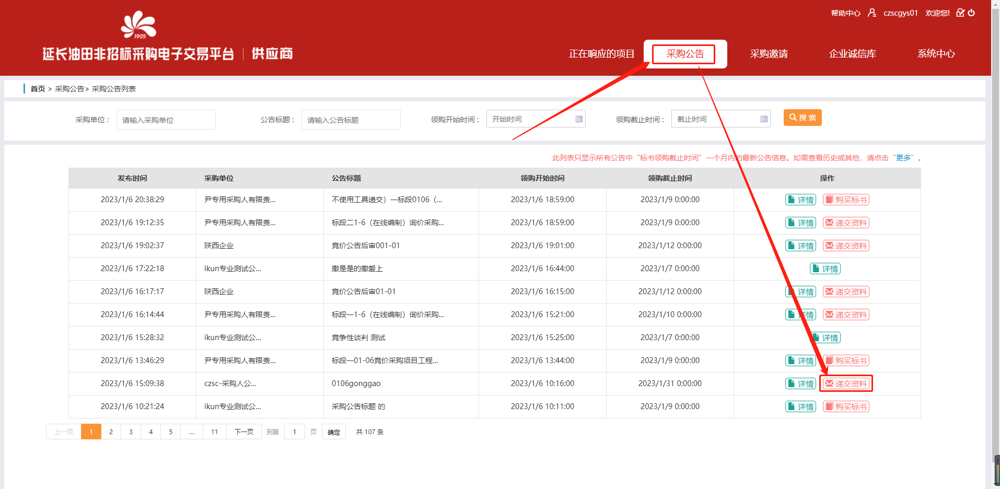 帮助中心 czscgys01 欢迎您!
1905
延长油田非招标采购电子交易平台 | 供应商
正在响应的项目 采购公告 采购邀请 企业诚信库 系统中心
首页 > 采购公告> 采购公告列表
采购单位： 请输入采购单位 公告标题： 请输入公告标题 领购开始时间： 开始时间 领购截止时间： 截止时间 搜 索
此列表只显示所有公告中“标书领购截止时间”一个月内的最新公告信息。如需查看历史或其他，请点击“更多”。
发布时间 采购单位 公告标题 领购开始时间 领购截止时间 操作
2023/1/6 20:38:29 尹专用采购人有限责... 不使用工具递交）一标段0106（... 2023/1/6 18:59:00 2023/1/9 0:00:00 详情 购买标书
2023/1/6 19:12:35 尹专用采购人有限责... 标段二1-6（在线编制）询价采购... 2023/1/6 18:59:00 2023/1/9 0:00:00 详情 递交资料
2023/1/6 19:02:37 陕西企业 竞价公告后审001-01 2023/1/6 19:01:00 2023/1/12 0:00:00 详情 递交资料
2023/1/6 17:22:18 ikun专业测试公... 撒是是的撒爱上 2023/1/6 16:44:00 2023/1/7 0:00:00 详情
2023/1/6 16:17:17 陕西企业 竞价公告后审01-01 2023/1/6 16:15:00 2023/1/12 0:00:00 详情 递交资料
2023/1/6 16:14:44 尹专用采购人有限责... 标段一1-6（在线编制）询价采购... 2023/1/6 15:21:00 2023/1/10 0:00:00 详情 递交资料
2023/1/6 15:28:32 ikun专业测试公... 竞争性谈判 测试 2023/1/6 15:25:00 2023/1/7 0:00:00 详情
2023/1/6 13:46:29 尹专用采购人有限责... 标段一01-06竞价采购项目工程... 2023/1/6 13:44:00 2023/1/9 0:00:00 详情 购买标书
2023/1/6 15:09:38 czsc-采购人公... 0106gonggao 2023/1/6 10:16:00 2023/1/31 0:00:00 详情 递交资料
2023/1/6 10:21:24 ikun专业测试公... 采购公告标题 的 2023/1/6 10:11:00 2023/1/9 0:00:00 详情 购买标书
上一页 1 2 3 4 5 ... 11 下一页 到第 1 页 确定 共 107 条